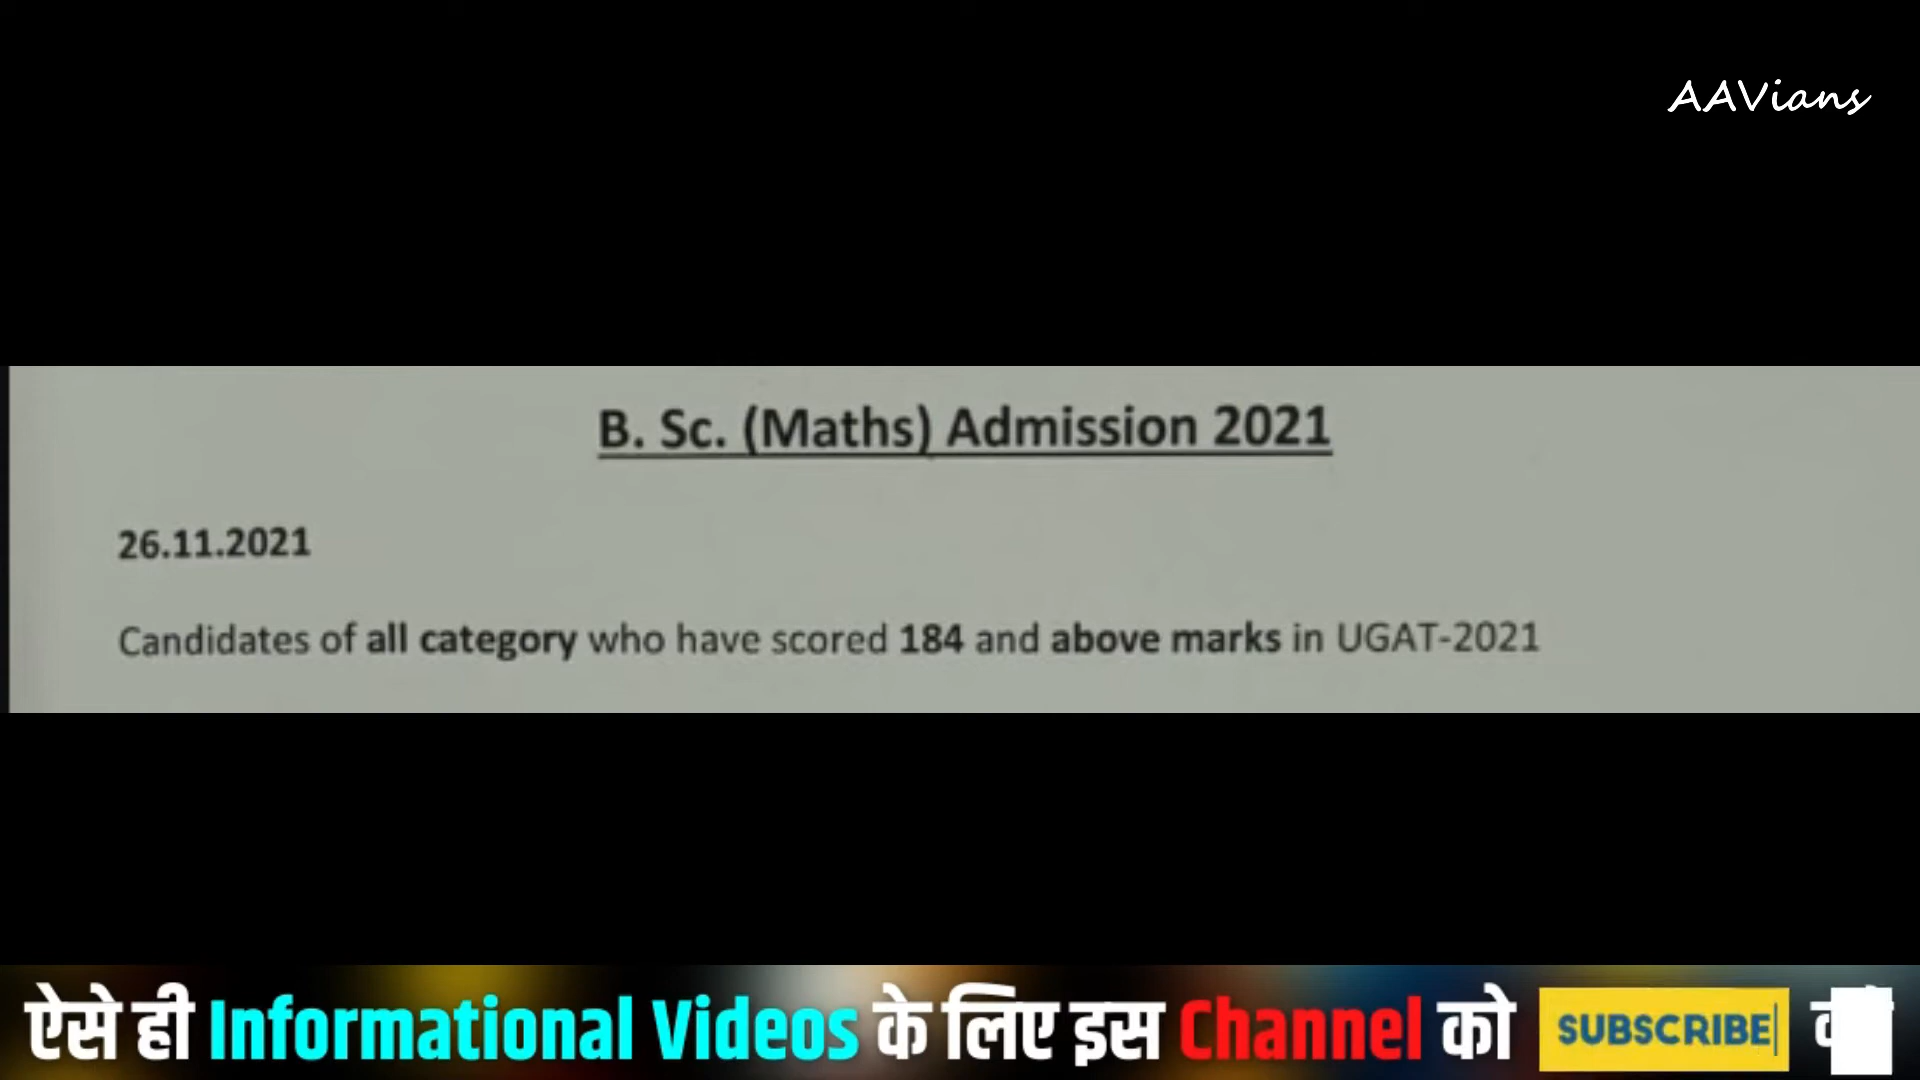 AAVians
B. Sc. (Maths) Admission 2021
26.11.2021
Candidates of all category who have scored 184 and above marks in UGAT-2021
ऐसे ही Informational Videos के लिए इस Channel को SUBSCRIBE